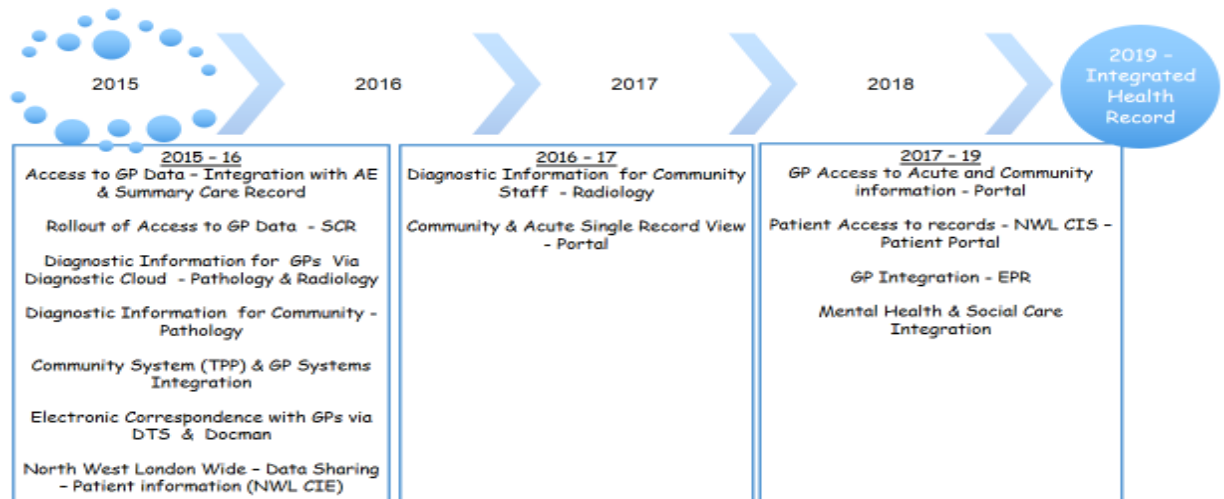 2015
2016
2017
2018
2019 –
Integrated
Health
Record
2015 – 16
Access to GP Data – Integration with AE
& Summary Care Record
Rollout of Access to GP Data - SCR
Diagnostic Information for GPs Via
Diagnostic Cloud - Pathology & Radiology
Diagnostic Information for Community -
Pathology
Community System (TPP) & GP Systems
Integration
Electronic Correspondence with GPs via
DTS & Docman
North West London Wide – Data Sharing
– Patient information (NWL CIE)
2016 - 17
Diagnostic Information for Community
Staff - Radiology
Community & Acute Single Record View
- Portal
2017 - 19
GP Access to Acute and Community
information - Portal
Patient Access to records - NWL CIS –
Patient Portal
GP Integration - EPR
Mental Health & Social Care
Integration